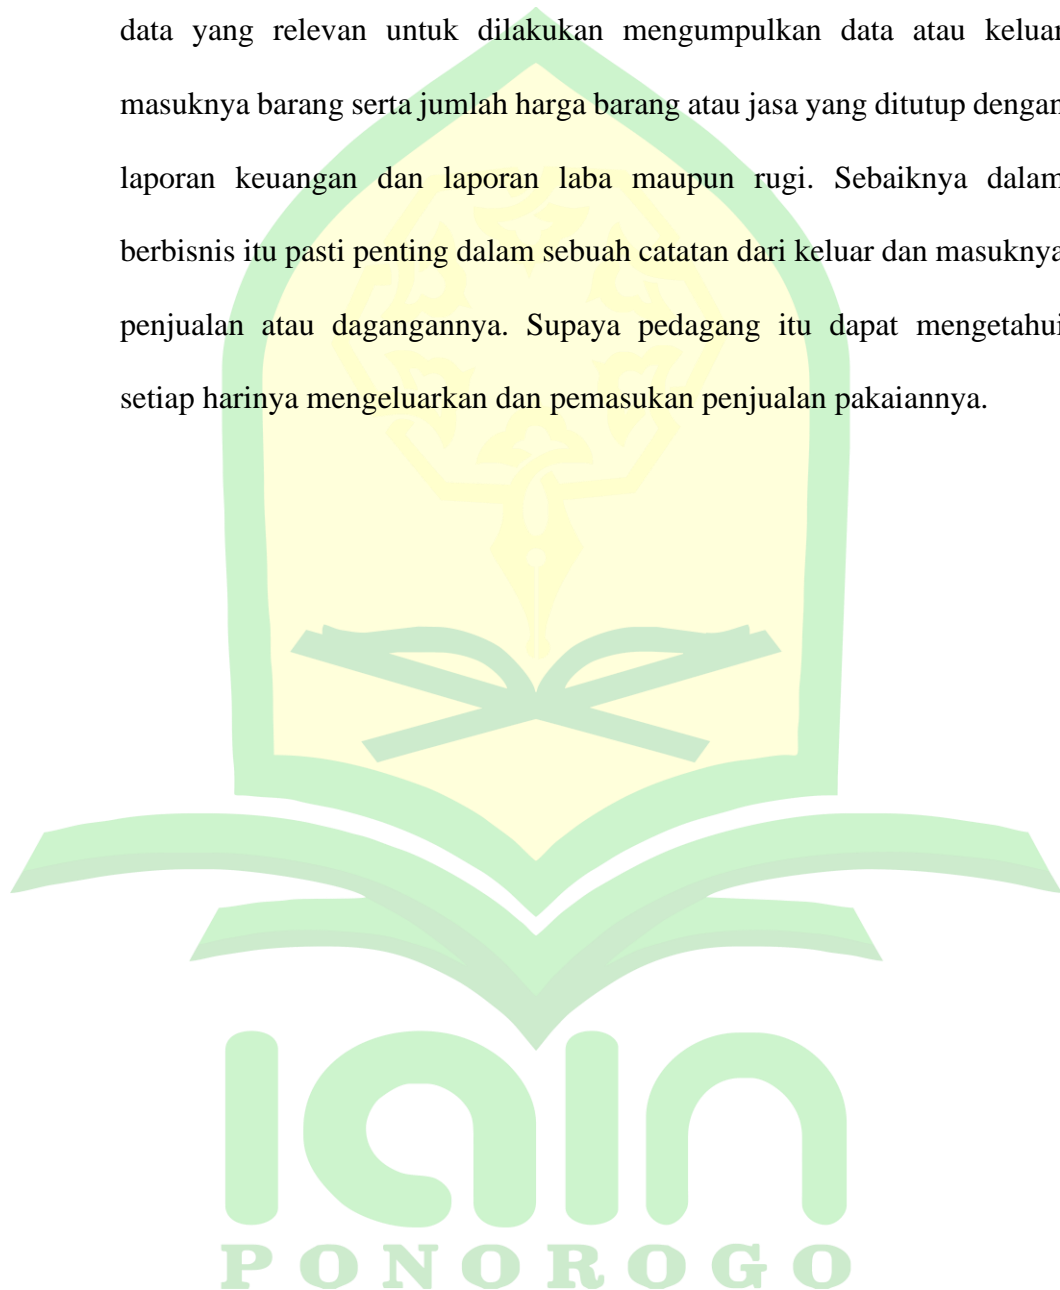 data yang relevan untuk dilakukan mengumpulkan data atau keluar
masuknya barang serta jumlah harga barang atau jasa yang ditutup dengan
laporan keuangan dan laporan laba maupun rugi. Sebaiknya dalam
berbisnis itu pasti penting dalam sebuah catatan dari keluar dan masuknya
penjualan atau dagangannya. Supaya pedagang itu dapat mengetahui
setiap harinya mengeluarkan dan pemasukan penjualan pakaiannya.
iain
PONOROGO